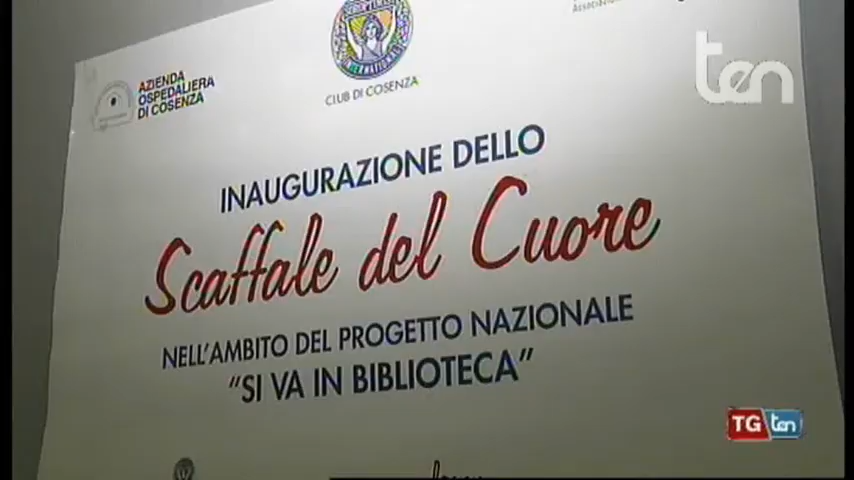 AZIENDA
OSPEDALIERA
DI COSENZA
CLUB DI COSENZA
ten
INAUGURAZIONE DELLO
Scaffale del Cuore
NELL'AMBITO DEL PROGETTO NAZIONALE
"SI VA IN BIBLIOTECA"
TG ten